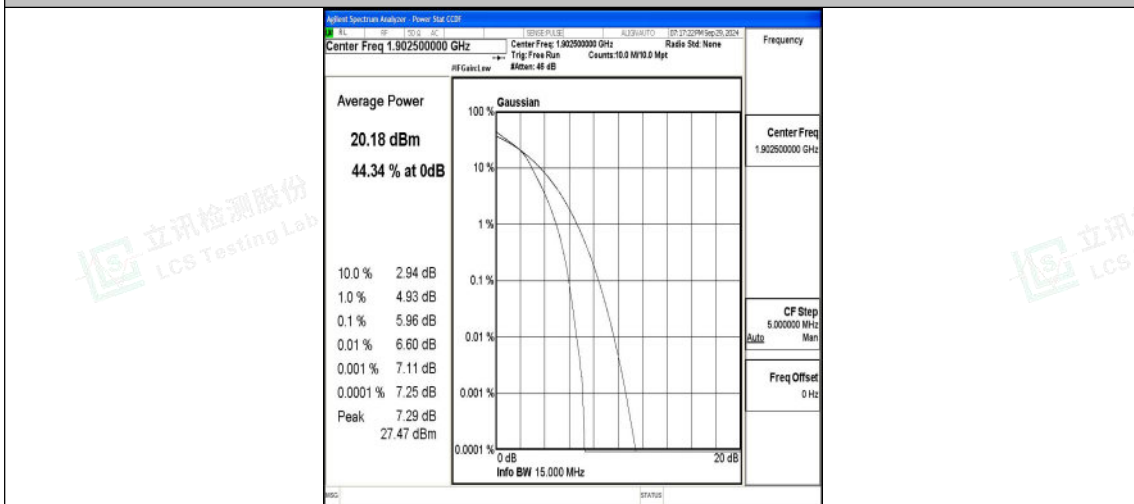 Agilent Spectrum Analyzer - Power Stat CCDF
RL RF 50 Ω AC SENSE:PULSE ALIGNAUTO 07:17:22 PM Sep 29, 2024
Center Freq 1.902500000 GHz
Center Freq: 1.902500000 GHz
Radio Std: None
Trig: Free Run
Counts:10.0 M/10.0 Mpt
#IFGain:Low
#Atten: 46 dB
Average Power
20.18 dBm
44.34 % at 0dB
10.0 % 2.94 dB
1.0 % 4.93 dB
0.1 % 5.96 dB
0.01 % 6.60 dB
0.001 % 7.11 dB
0.0001 % 7.25 dB
Peak 7.29 dB
27.47 dBm
Gaussian
100 %
10 %
1 %
0.1 %
0.01 %
0.001 %
0.0001 %
0 dB 20 dB
Info BW 15.000 MHz
Frequency
Center Freq
1.902500000 GHz
CF Step
5.000000 MHz
Auto Man
Freq Offset
0 Hz
MSG STATUS
立讯检测股份
LCS Testing Lab
立讯
LCS